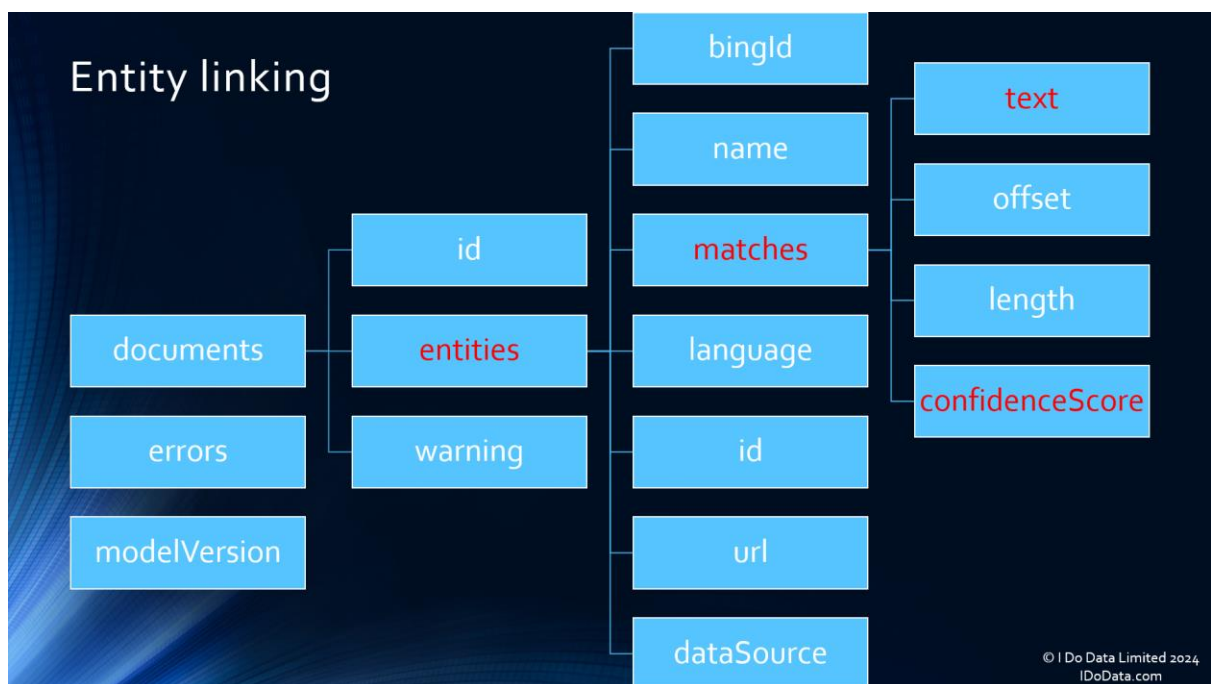 Entity linking
documents
errors
modelVersion
id
entities
warning
bingId
name
matches
language
id
url
dataSource
text
offset
length
confidenceScore
© I Do Data Limited 2024
IDoData.com